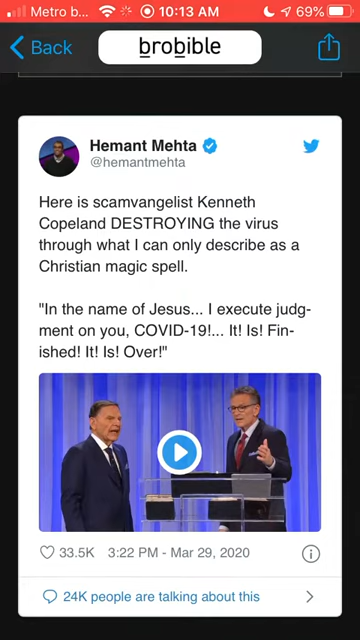 Metro b... 10:13 AM 69%
Back brobible
Hemant Mehta
@hemantmehta
Here is scamvangelist Kenneth
Copeland DESTROYING the virus
through what I can only describe as a
Christian magic spell.
"In the name of Jesus... I execute judg-
ment on you, COVID-19!... It! Is! Fin-
ished! It! Is! Over!"
33.5K 3:22 PM - Mar 29, 2020
24K people are talking about this